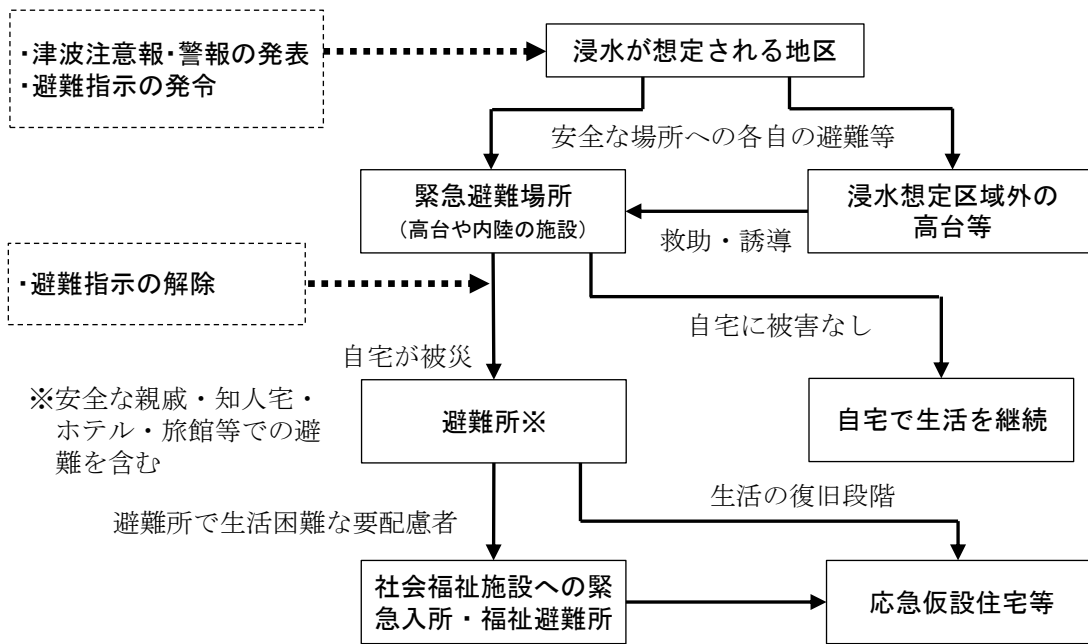 ・津波注意報・警報の発表
・避難指示の発令
浸水が想定される地区
安全な場所への各自の避難等
緊急避難場所
（高台や内陸の施設）
浸水想定区域外の
高台等
救助・誘導
・避難指示の解除
自宅に被害なし
自宅が被災
※安全な親戚・知人宅・
ホテル・旅館等での避
難を含む
避難所※
自宅で生活を継続
生活の復旧段階
避難所で生活困難な要配慮者
社会福祉施設への緊
急入所・福祉避難所
応急仮設住宅等